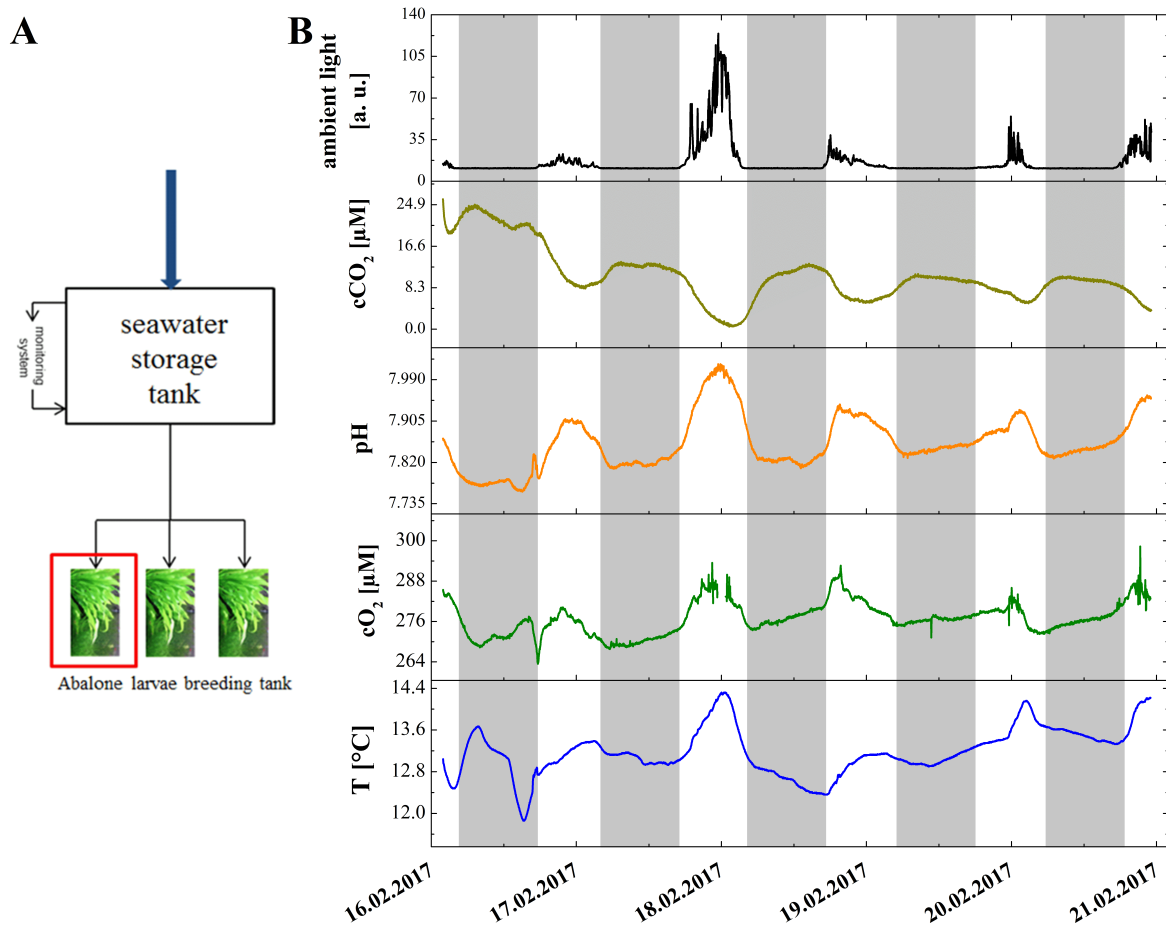 A
seawater
storage
tank
monitoring
system
Abalone larvae breeding tank
B
ambient light
[a. u.]
140
105
70
35
0
cCO2 [µM]
24.9
16.6
8.3
0.0
pH
7.990
7.905
7.820
7.735
cO2 [µM]
300
288
276
264
T [°C]
14.4
13.6
12.8
12.0
16.02.2017
17.02.2017
18.02.2017
19.02.2017
20.02.2017
21.02.2017